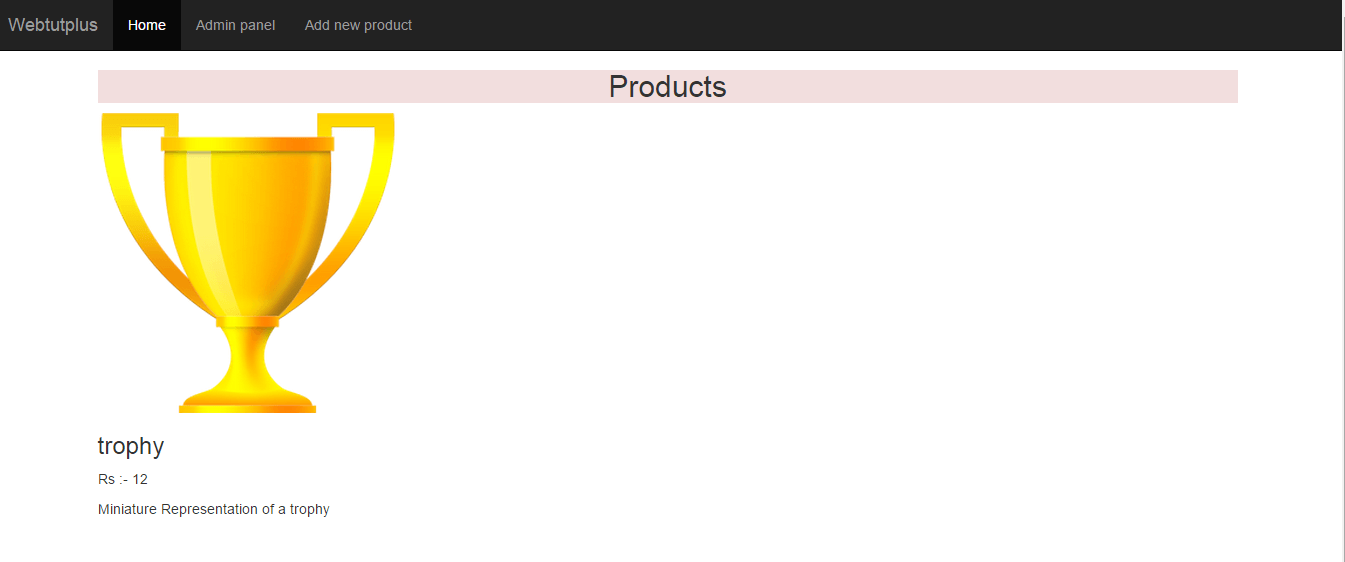 Webtutplus Home Admin panel Add new product
Products
trophy
Rs :- 12
Miniature Representation of a trophy